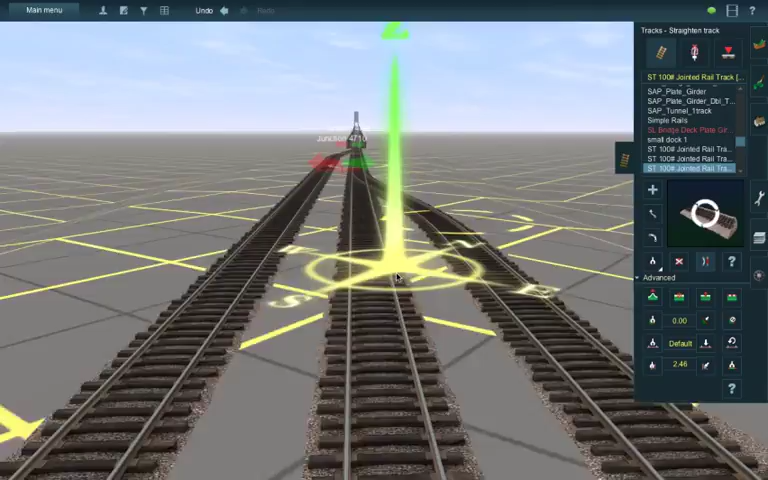 Main menu
Undo
Redo
?
Tracks - Straighten track
ST 100# Jointed Rail Track [...
SAP_Plate_Girder
SAP_Plate_Girder_Dbl_T...
SAP_Tunnel_1track
Simple Rails
SL Bridge Deck Plate Gir...
small dock 1
ST 100# Jointed Rail Tra...
ST 100# Jointed Rail Tra...
ST 100# Jointed Rail Tra...
Junction 4710
?
Advanced
0.00
Default
2.46
?
S
E